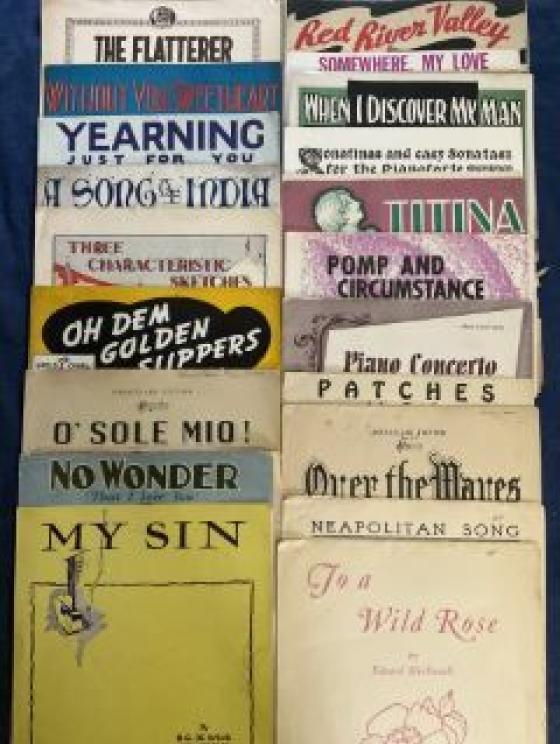 THE FLATTERER
WITHOUT YOU SWEETHEART
YEARNING
JUST FOR YOU
A SONG OF INDIA
THREE
CHARACTERISTIC
SKETCHES
OH DEM
GOLDEN
SLIPPERS
O' SOLE MIO!
NO WONDER
That I Love You
MY SIN
By
Red River Valley
SOMEWHERE, MY LOVE
WHEN I DISCOVER MY MAN
Sonatinas and easy Sonatas
for the Pianoforte
TITINA
POMP AND
CIRCUMSTANCE
Piano Concerto
PATCHES
Over the Waves
NEAPOLITAN SONG
To a
Wild Rose
by
Edward MacDowell